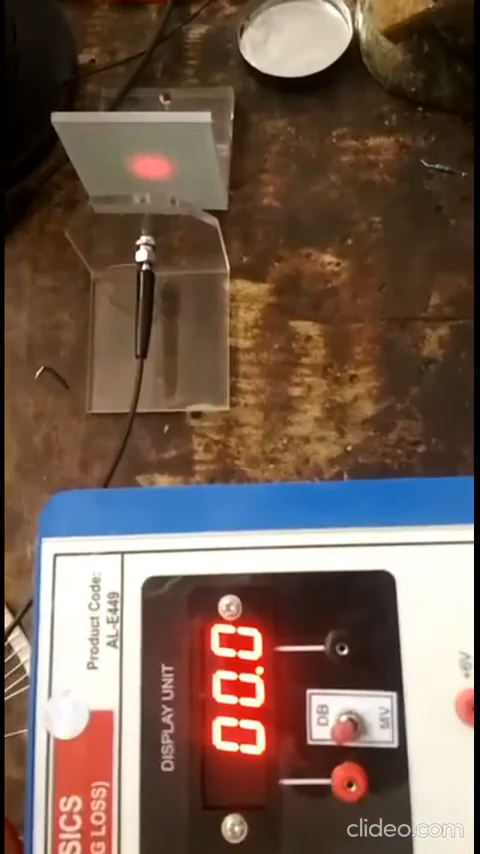 Product Code:
AL-E449
SICS
G LOSS)
DISPLAY UNIT
00.0
DB
MV
+6V
clideo.com